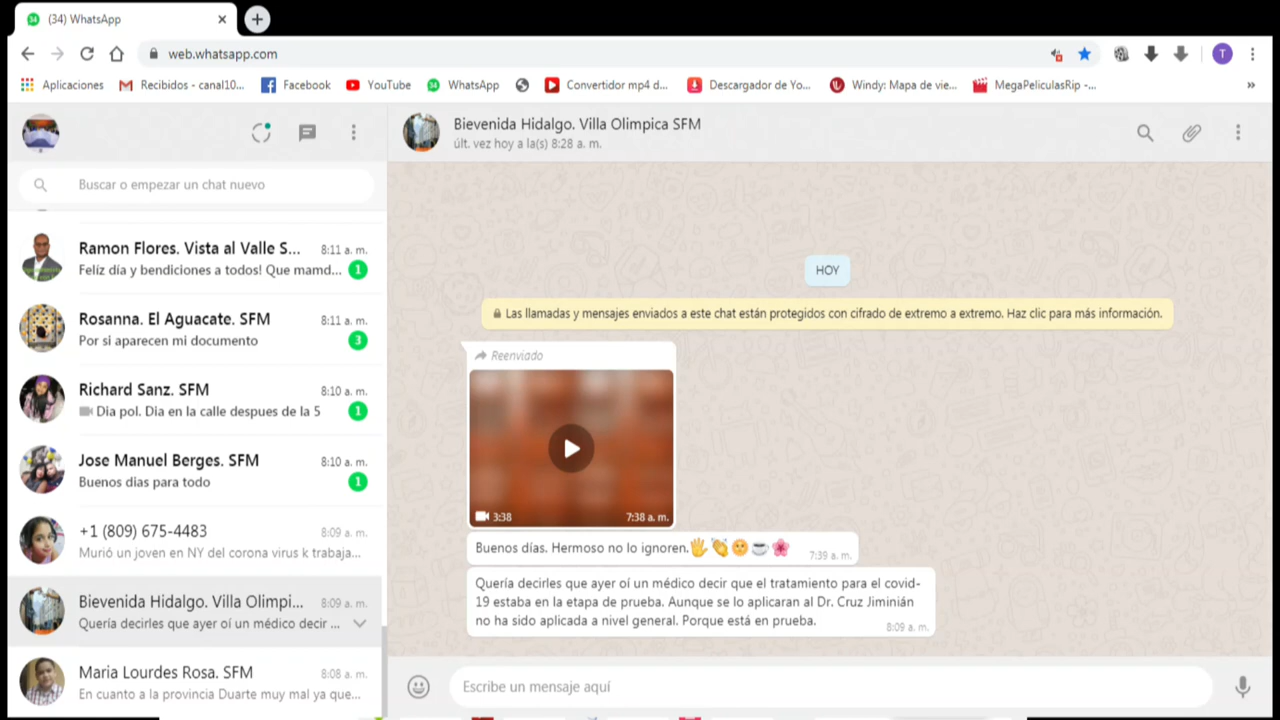 (34) WhatsApp
web.whatsapp.com
T
Aplicaciones
Recibidos - canal10...
Facebook
YouTube
WhatsApp
Convertidor mp4 d...
Descargador de Yo...
Windy: Mapa de vie...
MegaPeliculasRip -...
»
Bievenida Hidalgo. Villa Olimpica SFM
últ. vez hoy a la(s) 8:28 a. m.
Buscar o empezar un chat nuevo
Ramon Flores. Vista al Valle S... 8:11 a. m.
Felíz día y bendiciones a todos! Que mamd... 1
Rosanna. El Aguacate. SFM 8:11 a. m.
Por si aparecen mi documento 3
Richard Sanz. SFM 8:10 a. m.
Dia pol. Dia en la calle despues de la 5 1
Jose Manuel Berges. SFM 8:10 a. m.
Buenos dias para todo 1
+1 (809) 675-4483 8:09 a. m.
Murió un joven en NY del corona virus k trabaja...
Bievenida Hidalgo. Villa Olimpi... 8:09 a. m.
Quería decirles que ayer oí un médico decir ...
Maria Lourdes Rosa. SFM 8:08 a. m.
En cuanto a la provincia Duarte muy mal ya que...
HOY
Las llamadas y mensajes enviados a este chat están protegidos con cifrado de extremo a extremo. Haz clic para más información.
Reenviado
3:38 7:38 a. m.
Buenos días. Hermoso no lo ignoren.🖐👏🙂☕🌸 7:39 a. m.
Quería decirles que ayer oí un médico decir que el tratamiento para el covid-
19 estaba en la etapa de prueba. Aunque se lo aplicaran al Dr. Cruz Jiminián
no ha sido aplicada a nivel general. Porque está en prueba. 8:09 a. m.
Escribe un mensaje aquí